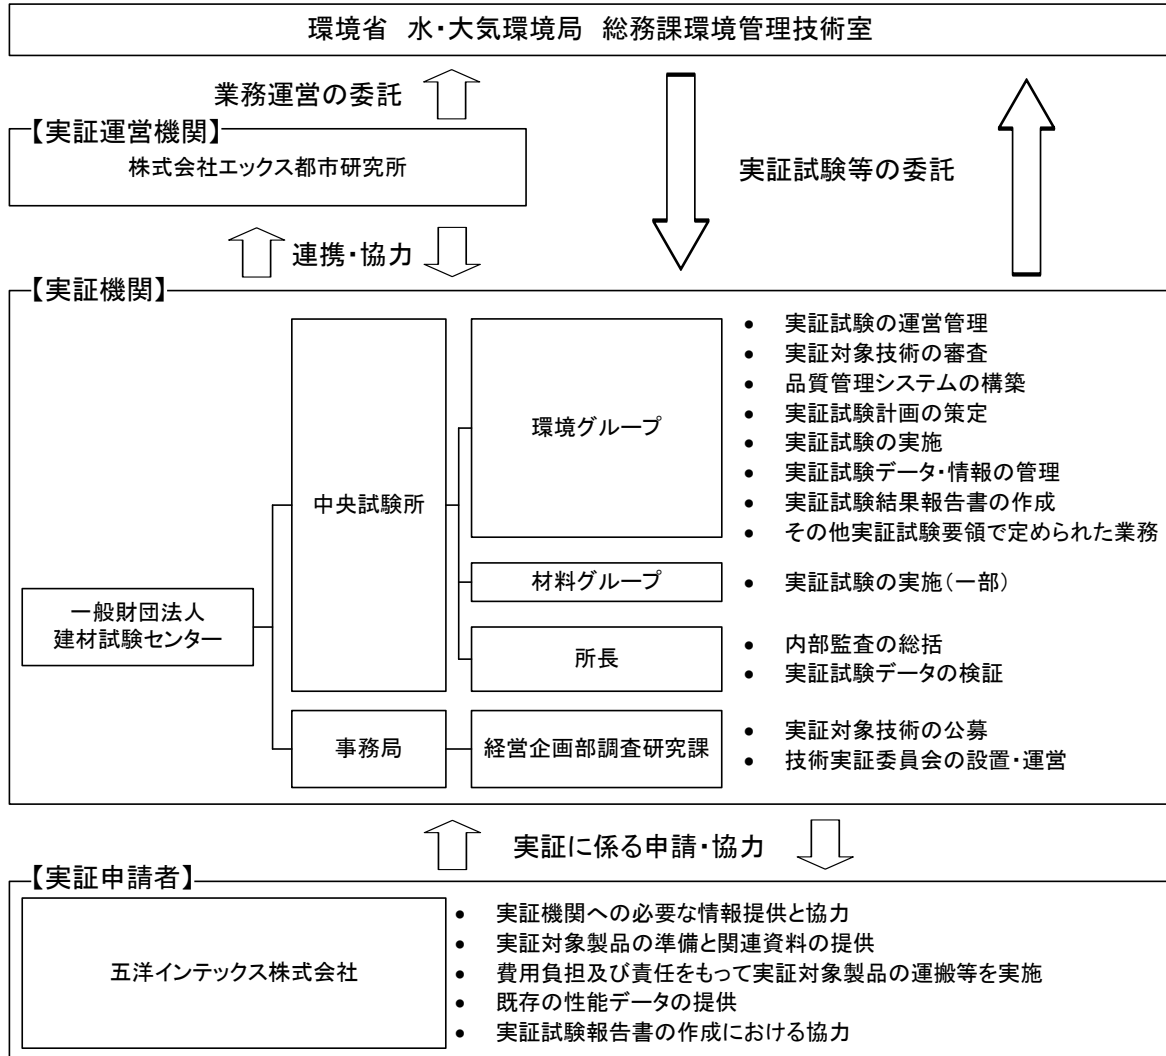 環境省 水・大気環境局 総務課環境管理技術室
業務運営の委託
【実証運営機関】
株式会社エックス都市研究所
実証試験等の委託
連携・協力
【実証機関】
一般財団法人
建材試験センター
中央試験所
環境グループ
• 実証試験の運営管理
• 実証対象技術の審査
• 品質管理システムの構築
• 実証試験計画の策定
• 実証試験の実施
• 実証試験データ・情報の管理
• 実証試験結果報告書の作成
• その他実証試験要領で定められた業務
材料グループ
• 実証試験の実施(一部)
所長
• 内部監査の総括
• 実証試験データの検証
事務局
経営企画部調査研究課
• 実証対象技術の公募
• 技術実証委員会の設置・運営
実証に係る申請・協力
【実証申請者】
五洋インテックス株式会社
• 実証機関への必要な情報提供と協力
• 実証対象製品の準備と関連資料の提供
• 費用負担及び責任をもって実証対象製品の運搬等を実施
• 既存の性能データの提供
• 実証試験報告書の作成における協力